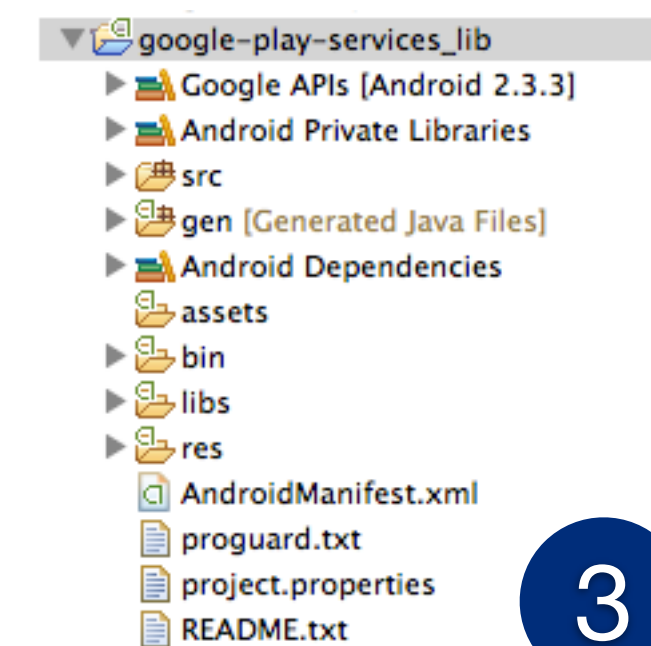 google-play-services_lib
Google APIs [Android 2.3.3]
Android Private Libraries
src
gen [Generated Java Files]
Android Dependencies
assets
bin
libs
res
AndroidManifest.xml
proguard.txt
project.properties
README.txt
3